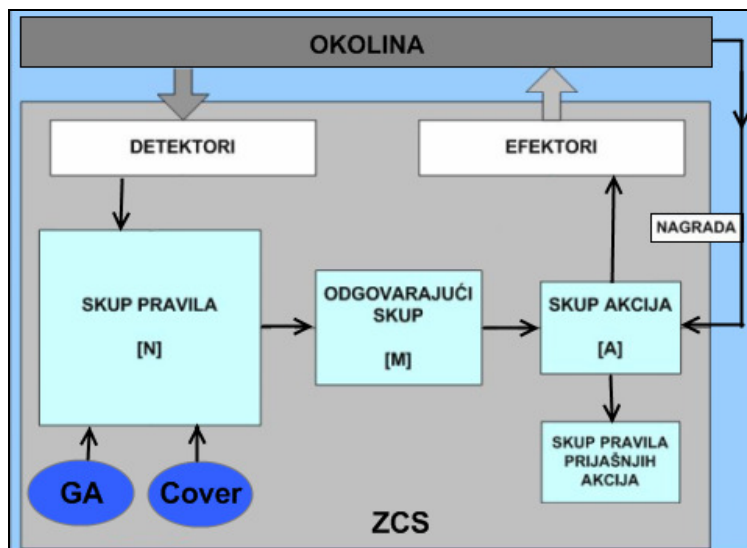 OKOLINA
DETEKTORI
EFEKTORI
NAGRADA
SKUP PRAVILA
[N]
ODGOVARAJUĆI
SKUP
[M]
SKUP AKCIJA
[A]
SKUP PRAVILA
PRIJAŠNJIH
AKCIJA
GA
Cover
ZCS